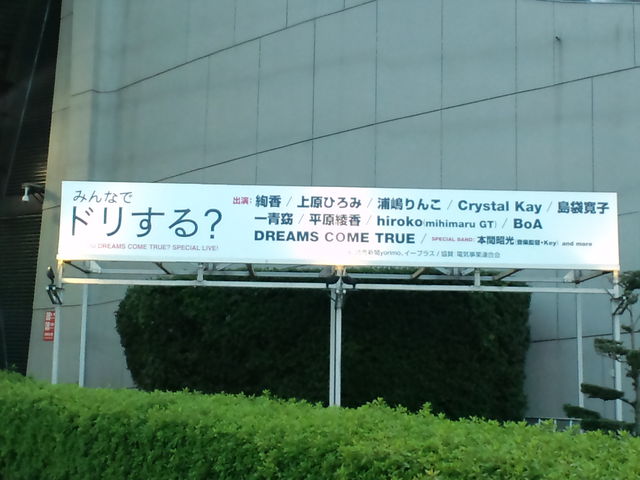 みんなで
ドリする?
DO YOU DREAMS COME TRUE? SPECIAL LIVE!
出演: 絢香 / 上原ひろみ / 浦嶋りんこ / Crystal Kay / 島袋寛子
一青窈 / 平原綾香 / hiroko(mihimaru GT) / BoA
DREAMS COME TRUE / SPECIAL BAND: 本間昭光(音楽監督・Key) and more
yorimo, イープラス / 協賛 電気事業連合会